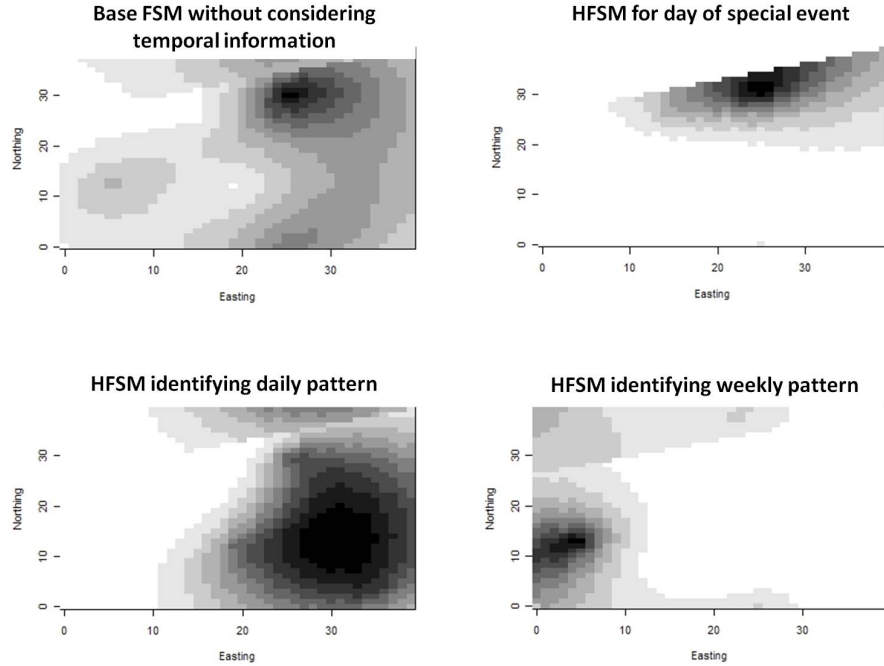 Base FSM without considering
temporal information
Northing
30
20
10
0
0 10 20 30
Easting
HFSM for day of special event
Northing
30
20
10
0
0 10 20 30
Easting
HFSM identifying daily pattern
Northing
30
20
10
0
0 10 20 30
Easting
HFSM identifying weekly pattern
Northing
30
20
10
0
0 10 20 30
Easting